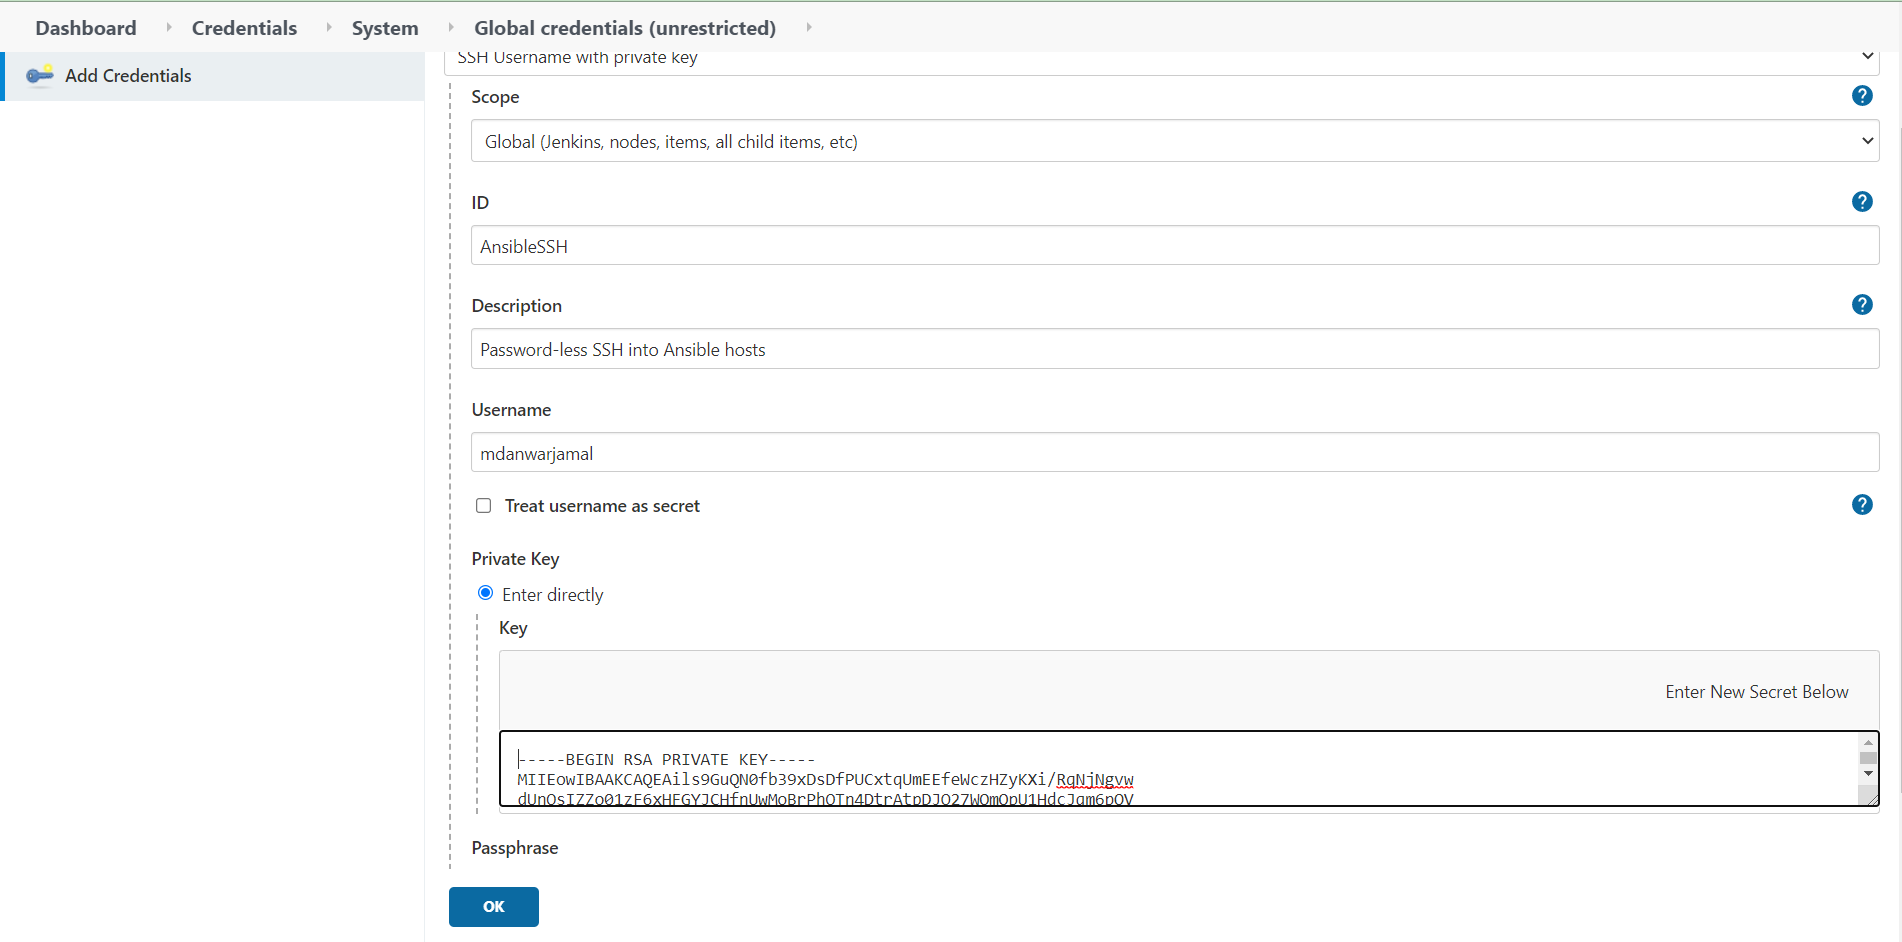 Dashboard
Credentials
System
Global credentials (unrestricted)
Add Credentials
SSH Username with private key
Scope
Global (Jenkins, nodes, items, all child items, etc)
ID
AnsibleSSH
Description
Password-less SSH into Ansible hosts
Username
mdanwarjamal
Treat username as secret
Private Key
Enter directly
Key
Enter New Secret Below
-----BEGIN RSA PRIVATE KEY-----
MIIEowIBAAKCAQEAils9GuQN0fb39xDsDfPUCxtqUmEEfeWczHZyKXi/RqNjNgvw
Passphrase
OK